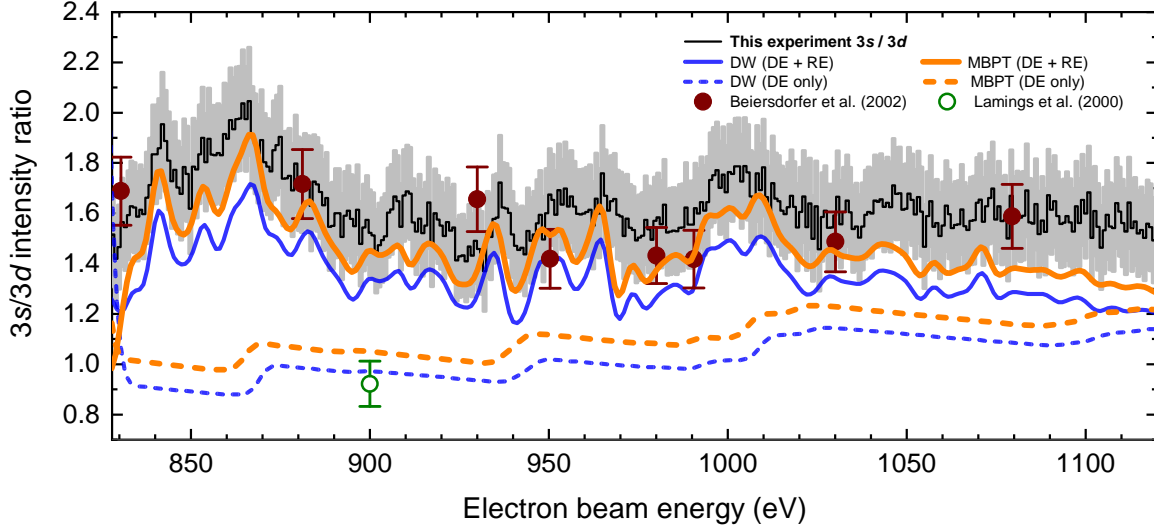 2.4
2.2
2.0
1.8
1.6
1.4
1.2
1.0
0.8
3s/3d intensity ratio
This experiment 3s / 3d
DW (DE + RE) MBPT (DE + RE)
DW (DE only) MBPT (DE only)
Beiersdorfer et al. (2002) Lamings et al. (2000)
850 900 950 1000 1050 1100
Electron beam energy (eV)